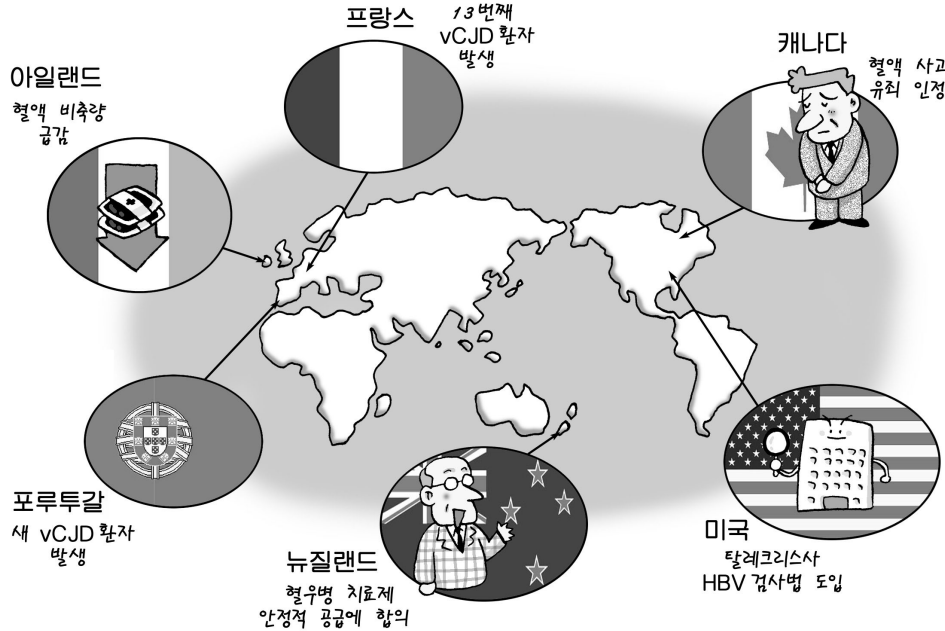 프랑스
13번째
vCJD 환자
발생
캐나다
혈액 사고
유죄 인정
아일랜드
혈액 비축량
급감
포루투갈
새 vCJD 환자
발생
뉴질랜드
혈우병 치료제
안정적 공급에 합의
미국
탈레크리스사
HBV 검사법 도입